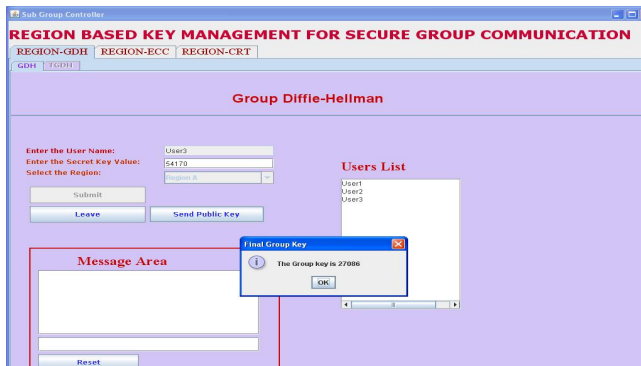 Sub Group Controller
REGION BASED KEY MANAGEMENT FOR SECURE GROUP COMMUNICATION
REGION-GDH REGION-ECC REGION-CRT
GDH TGDH
Group Diffie-Hellman
Enter the User Name: User3
Enter the Secret Key Value: 54170
Select the Region: Region A
Submit
Leave Send Public Key
Users List
User1
User2
User3
Final Group Key
The Group key is 27086
OK
Message Area
Reset